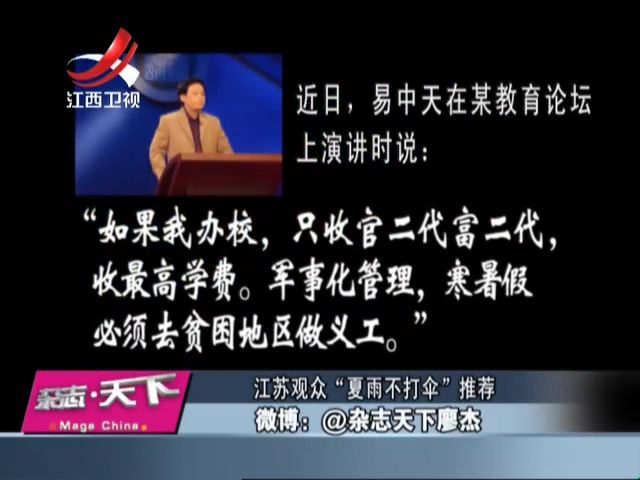 江西卫视
近日，易中天在某教育论坛
上演讲时说：
“如果我办校，只收官二代富二代，
收最高学费。军事化管理，寒暑假
必须去贫困地区做义工。”
杂志·天下
Maga China
江苏观众“夏雨不打伞”推荐
微博：@杂志天下廖杰